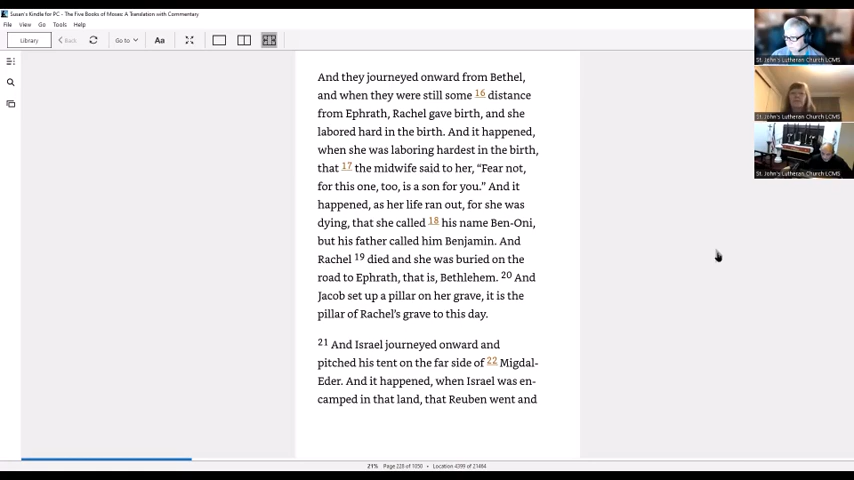 Susan's Kindle for PC - The Five Books of Moses: A Translation with Commentary
File View Go Tools Help
Library Back Go to Aa
And they journeyed onward from Bethel,
and when they were still some 16 distance
from Ephrath, Rachel gave birth, and she
labored hard in the birth. And it happened,
when she was laboring hardest in the birth,
that 17 the midwife said to her, “Fear not,
for this one, too, is a son for you.” And it
happened, as her life ran out, for she was
dying, that she called 18 his name Ben-Oni,
but his father called him Benjamin. And
Rachel 19 died and she was buried on the
road to Ephrath, that is, Bethlehem. 20 And
Jacob set up a pillar on her grave, it is the
pillar of Rachel’s grave to this day.
21 And Israel journeyed onward and
pitched his tent on the far side of 22 Migdal-
Eder. And it happened, when Israel was en-
camped in that land, that Reuben went and
21% Page 228 of 1050 • Location 4399 of 21484
St. John's Lutheran Church LCMS
St. John's Lutheran Church LCMS
St. John's Lutheran Church LCMS